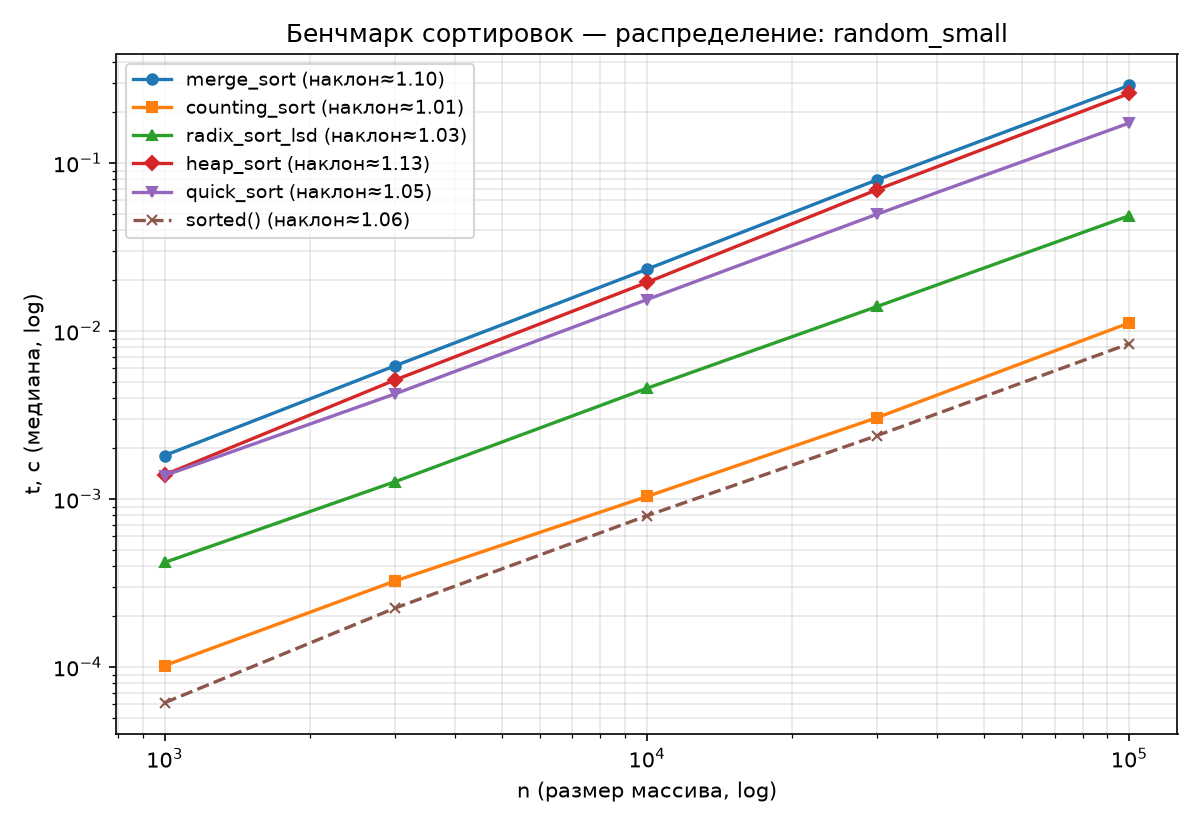 Бенчмарк сортировок — распределение: random_small
merge_sort (наклон≈1.10)
counting_sort (наклон≈1.01)
radix_sort_lsd (наклон≈1.03)
heap_sort (наклон≈1.13)
quick_sort (наклон≈1.05)
sorted() (наклон≈1.06)
t, с (медиана, log)
10⁻¹
10⁻²
10⁻³
10⁻⁴
10³ 10⁴ 10⁵
n (размер массива, log)